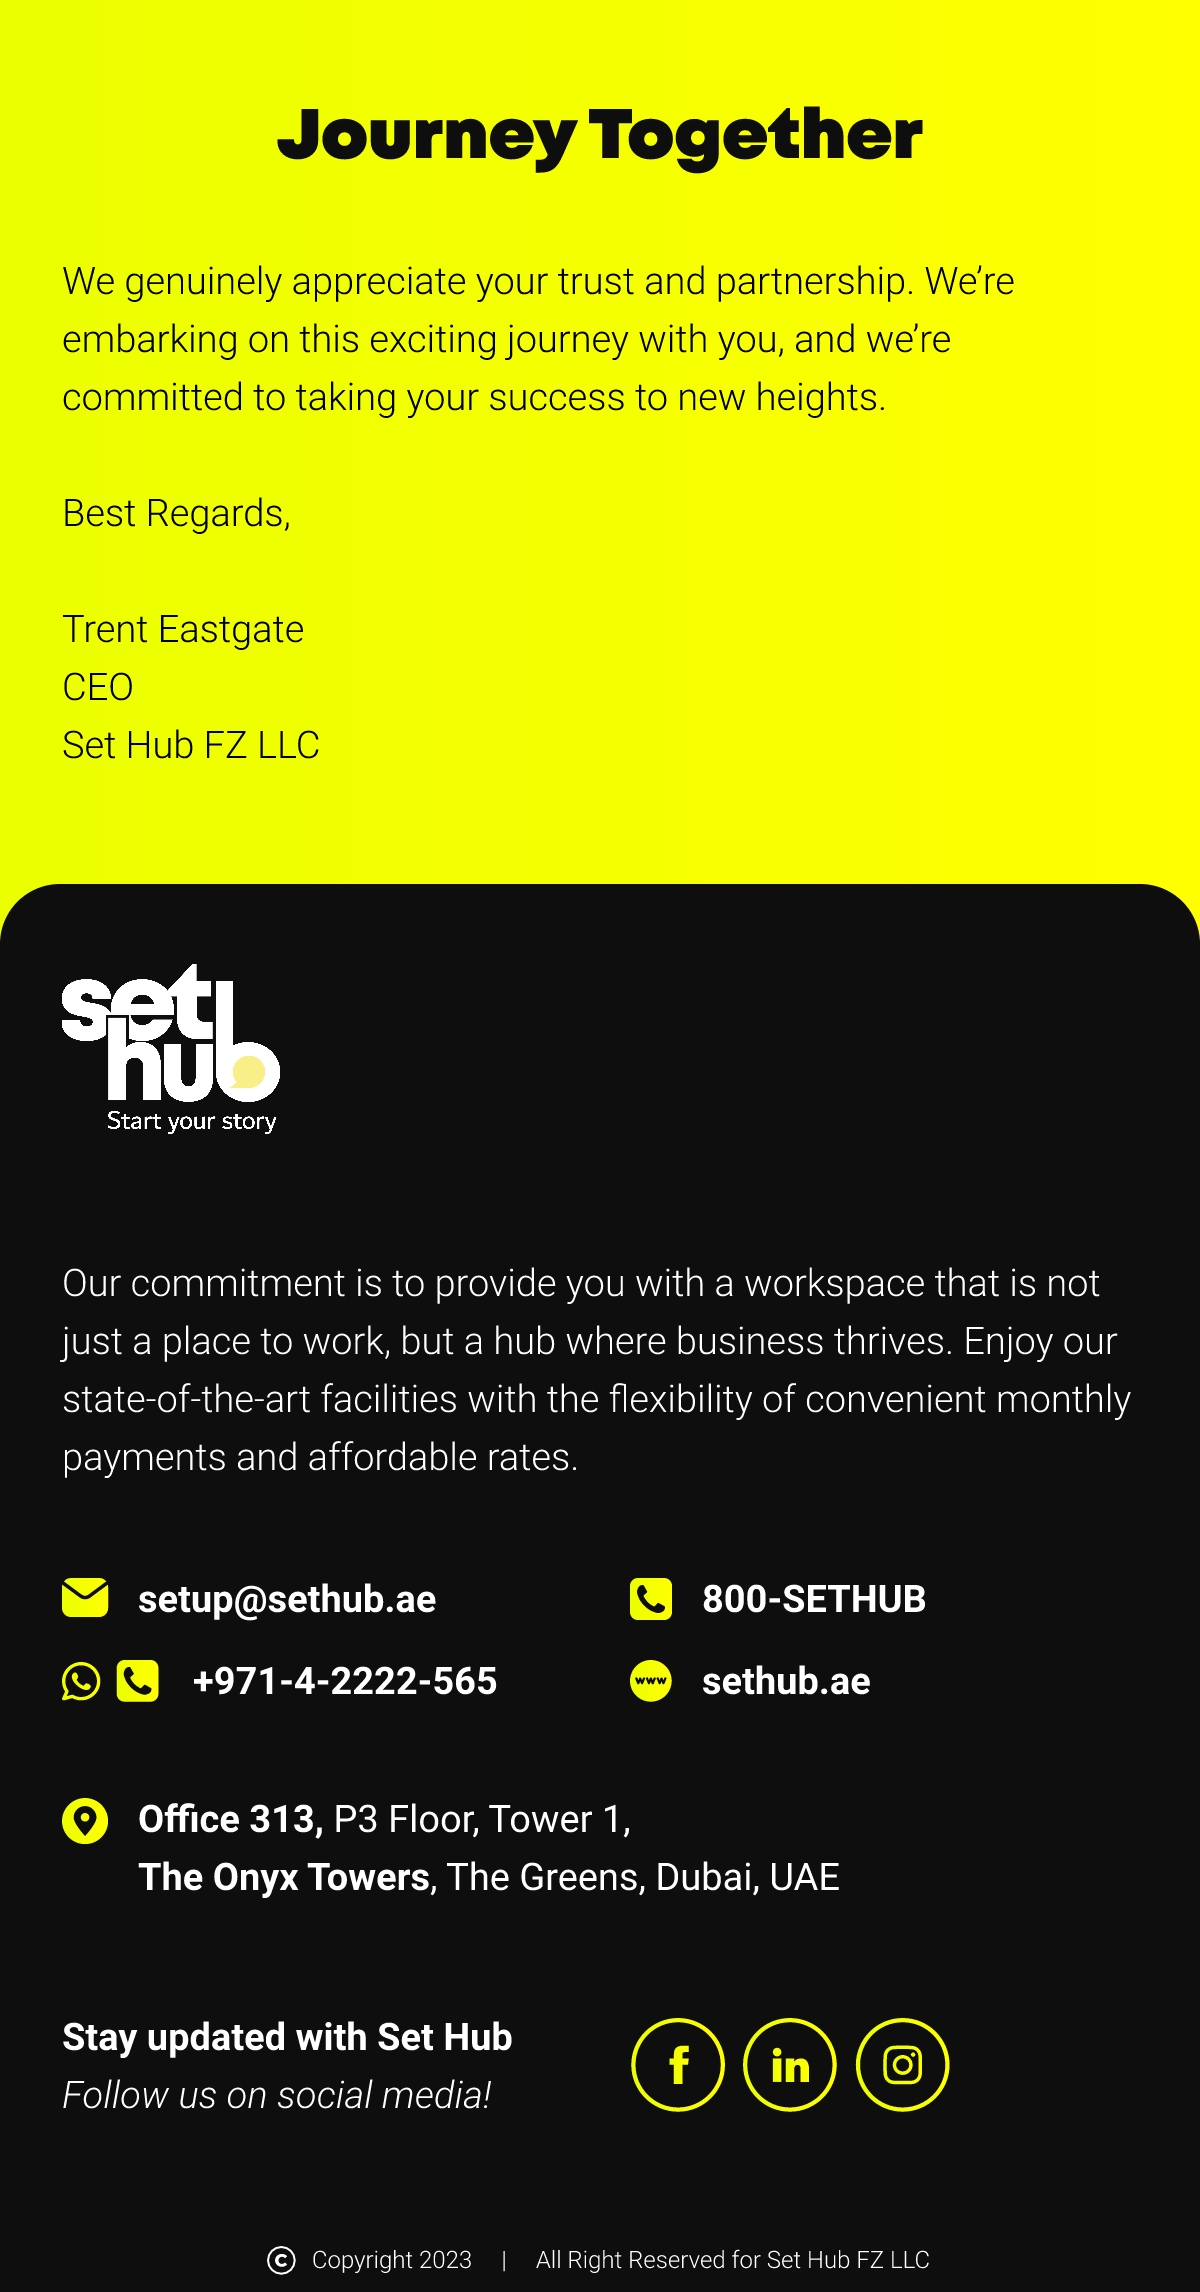 Journey Together
We genuinely appreciate your trust and partnership. We’re
embarking on this exciting journey with you, and we’re
committed to taking your success to new heights.
Best Regards,
Trent Eastgate
CEO
Set Hub FZ LLC
set
hub
Start your story
Our commitment is to provide you with a workspace that is not
just a place to work, but a hub where business thrives. Enjoy our
state-of-the-art facilities with the flexibility of convenient monthly
payments and affordable rates.
setup@sethub.ae
800-SETHUB
+971-4-2222-565
www sethub.ae
Office 313, P3 Floor, Tower 1,
The Onyx Towers, The Greens, Dubai, UAE
Stay updated with Set Hub
Follow us on social media!
f in
© Copyright 2023 | All Right Reserved for Set Hub FZ LLC